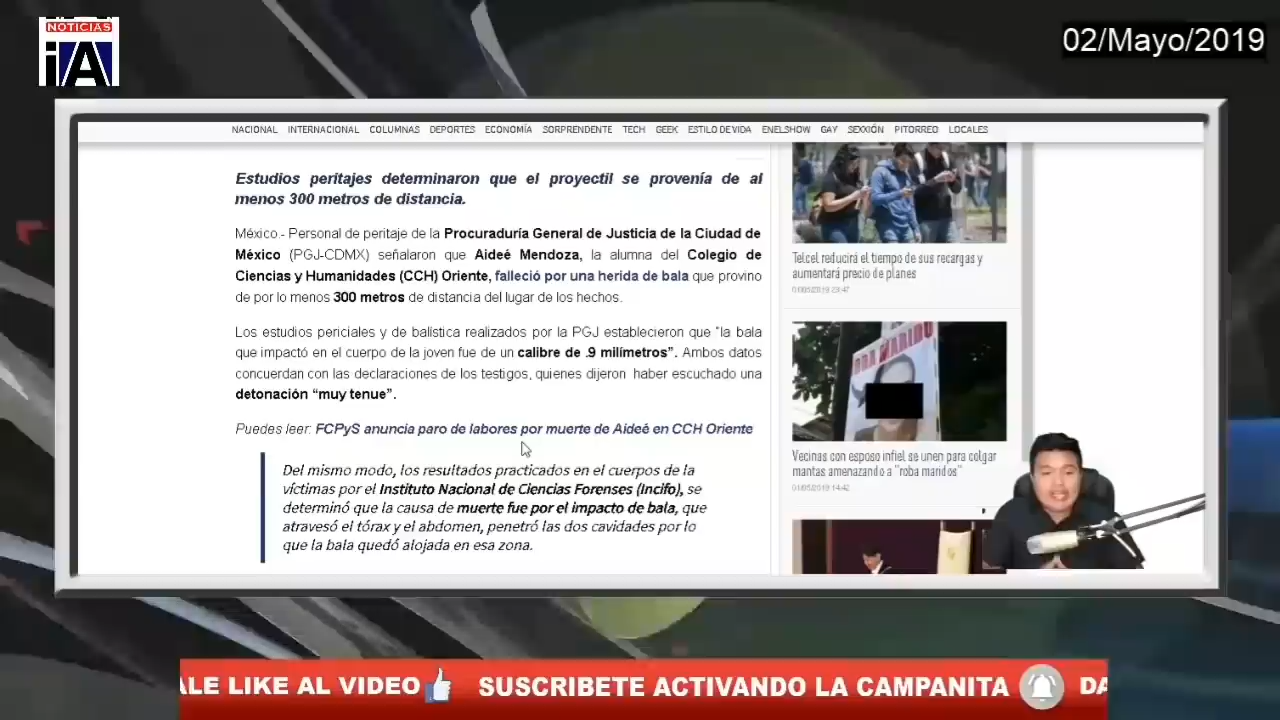 NOTICIAS
iA
02/Mayo/2019
NACIONAL INTERNACIONAL COLUMNAS DEPORTES ECONOMÍA SORPRENDENTE TECH GEEK ESTILO DE VIDA ENELSHOW GAY SEXXIÓN PITORREO LOCALES
Estudios peritajes determinaron que el proyectil se provenía de al
menos 300 metros de distancia.
México.- Personal de peritaje de la Procuraduría General de Justicia de la Ciudad de
México (PGJ-CDMX) señalaron que Aideé Mendoza, la alumna del Colegio de
Ciencias y Humanidades (CCH) Oriente, falleció por una herida de bala que provino
de por lo menos 300 metros de distancia del lugar de los hechos.
Los estudios periciales y de balística realizados por la PGJ establecieron que "la bala
que impactó en el cuerpo de la joven fue de un calibre de .9 milímetros". Ambos datos
concuerdan con las declaraciones de los testigos, quienes dijeron haber escuchado una
detonación "muy tenue".
Puedes leer: FCPyS anuncia paro de labores por muerte de Aideé en CCH Oriente
Del mismo modo, los resultados practicados en el cuerpos de la
víctimas por el Instituto Nacional de Ciencias Forenses (Incifo), se
determinó que la causa de muerte fue por el impacto de bala, que
atravesó el tórax y el abdomen, penetró las dos cavidades por lo
que la bala quedó alojada en esa zona.
Telcel reducirá el tiempo de sus recargas y
aumentará precio de planes
01/05/2019 23:47
Vecinas con esposo infiel se unen para colgar
mantas amenazando a "roba maridos"
01/05/2019 14:42
ALE LIKE AL VIDEO SUSCRIBETE ACTIVANDO LA CAMPANITA DA